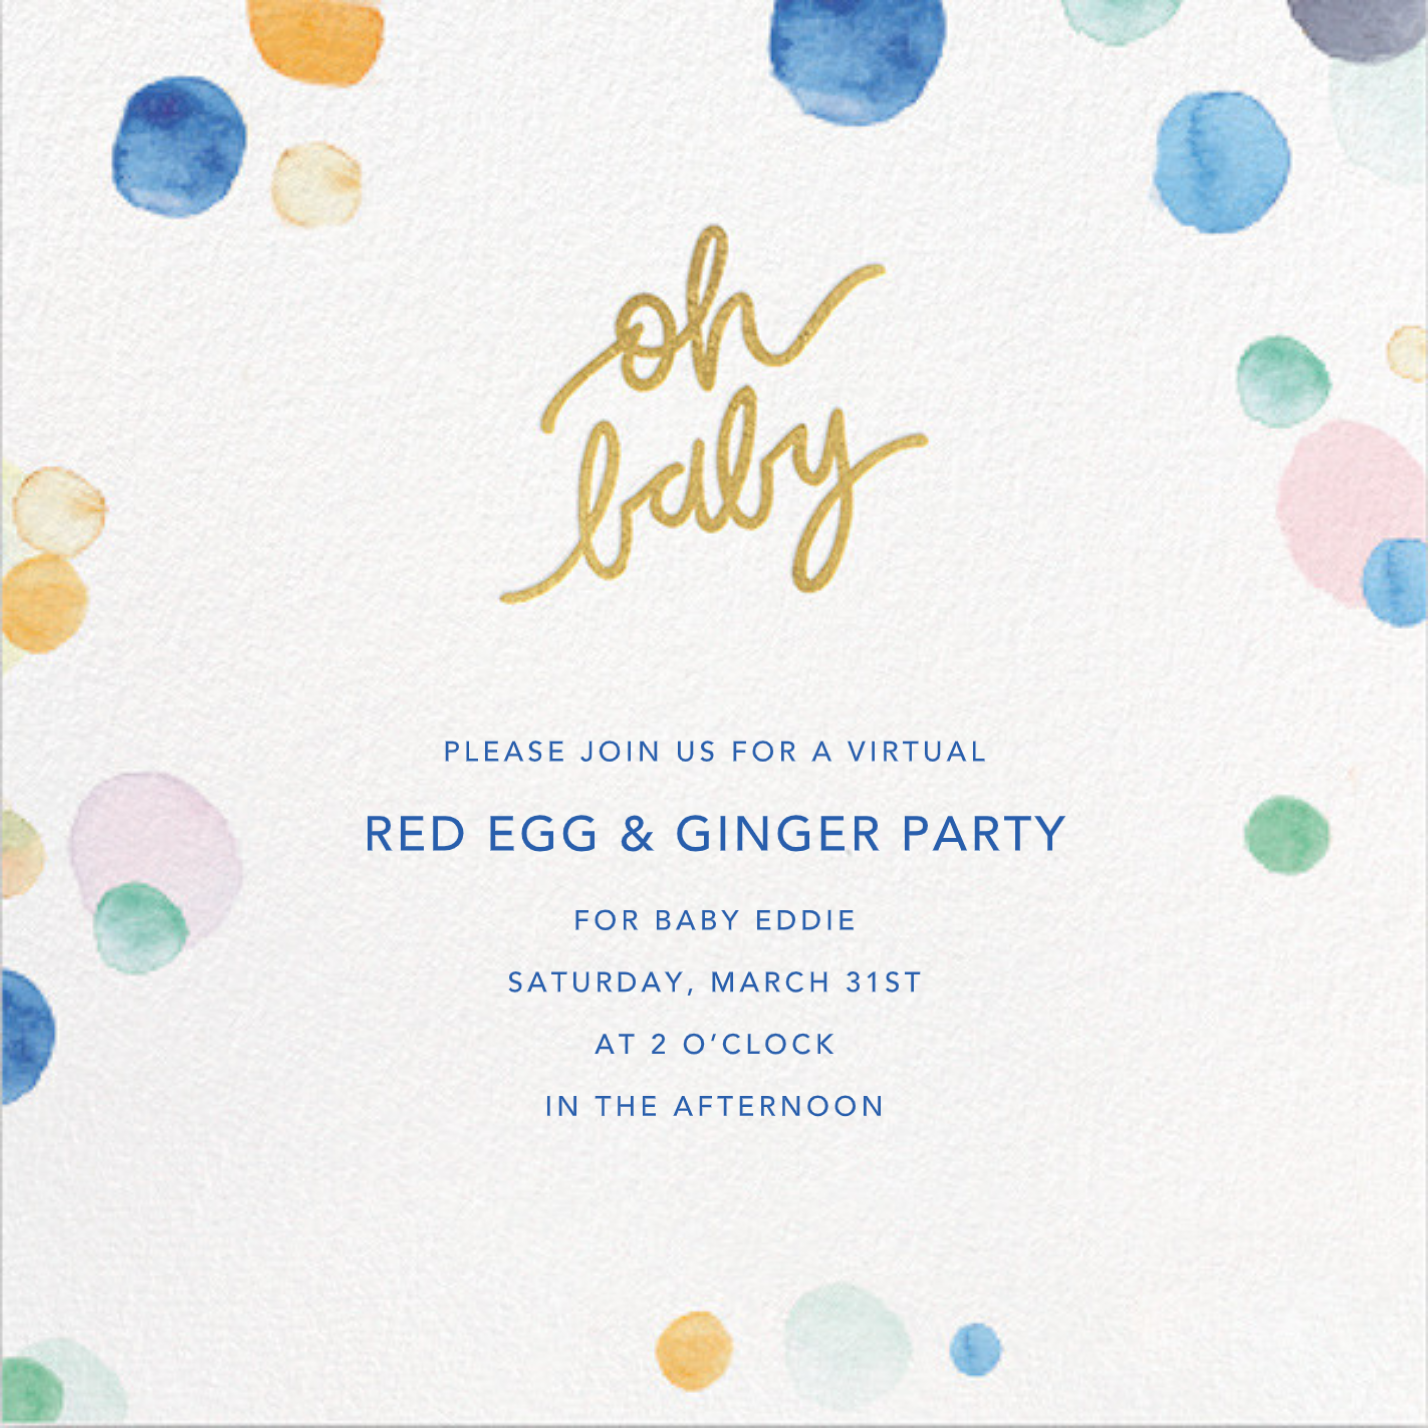 oh
baby
PLEASE JOIN US FOR A VIRTUAL
RED EGG & GINGER PARTY
FOR BABY EDDIE
SATURDAY, MARCH 31ST
AT 2 O’CLOCK
IN THE AFTERNOON